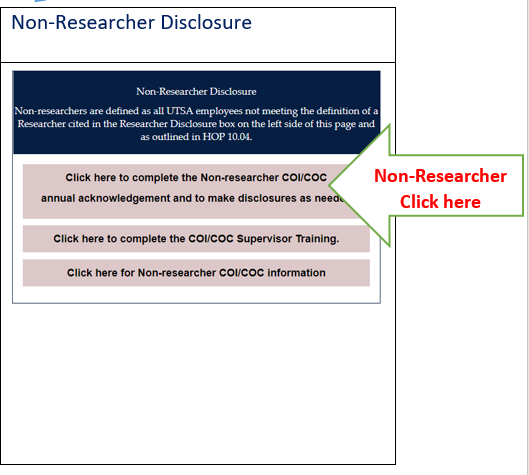 Non-Researcher Disclosure
Non-Researcher Disclosure
Non-researchers are defined as all UTSA employees not meeting the definition of a
Researcher cited in the Researcher Disclosure box on the left side of this page and
as outlined in HOP 10.04.
Click here to complete the Non-researcher COI/COC
annual acknowledgement and to make disclosures as
Click here to complete the COI/COC Supervisor Training.
Click here for Non-researcher COI/COC information
Non-Researcher
Click here